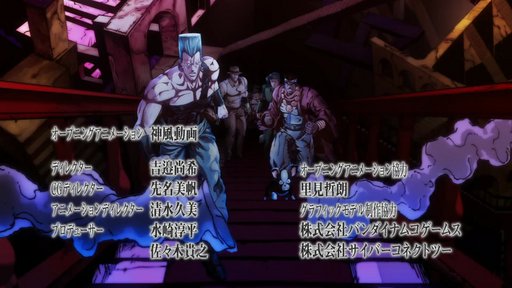 オープニングアニメーション 神風動画
ディレクター 吉邉尚希
CGディレクター 先名美帆
アニメーションディレクター 清水久美
プロデューサー 水﨑淳平
佐々木貴之
オープニングアニメーション協力
里見哲朗
グラフィックモデル制作協力
株式会社バンダイナムコゲームス
株式会社サイバーコネクトツー